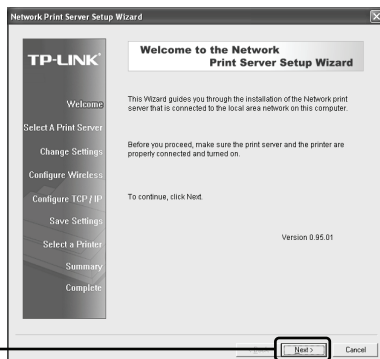 Network Print Server Setup Wizard
TP-LINK
Welcome
Select A Print Server
Change Settings
Configure Wireless
Configure TCP / IP
Save Settings
Select a Printer
Summary
Complete
Welcome to the Network
Print Server Setup Wizard
This Wizard guides you through the installation of the Network print
server that is connected to the local area network on this computer.
Before you proceed, make sure the print server and the printer are
properly connected and turned on.
To continue, click Next.
Version 0.95.01
Next >
Cancel